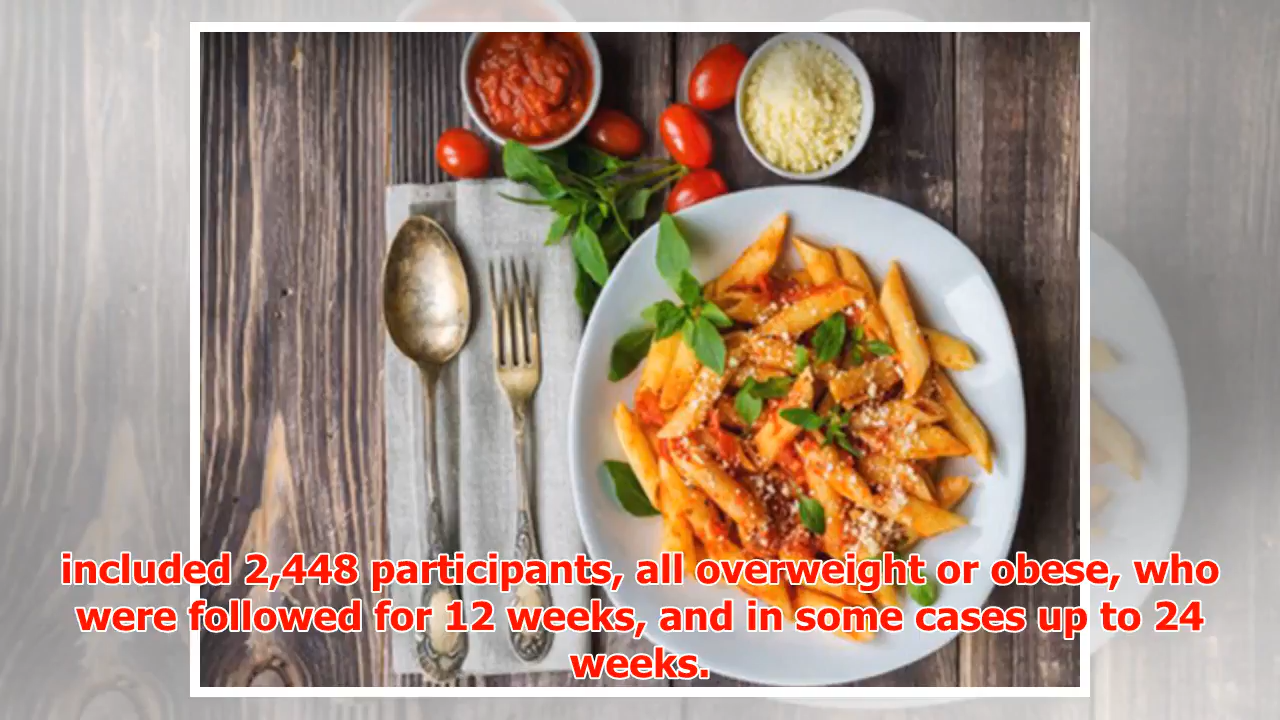 included 2,448 participants, all overweight or obese, who
were followed for 12 weeks, and in some cases up to 24
weeks.